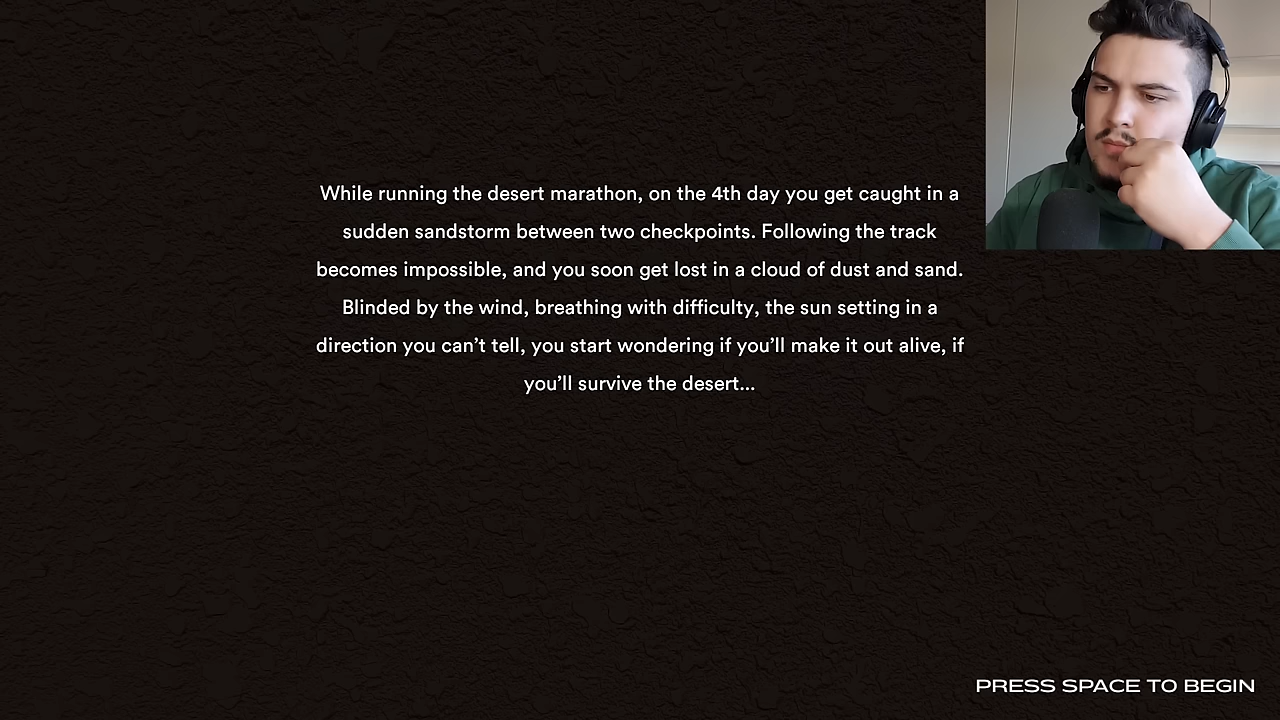 While running the desert marathon, on the 4th day you get caught in a
sudden sandstorm between two checkpoints. Following the track
becomes impossible, and you soon get lost in a cloud of dust and sand.
Blinded by the wind, breathing with difficulty, the sun setting in a
direction you can’t tell, you start wondering if you’ll make it out alive, if
you’ll survive the desert...
PRESS SPACE TO BEGIN